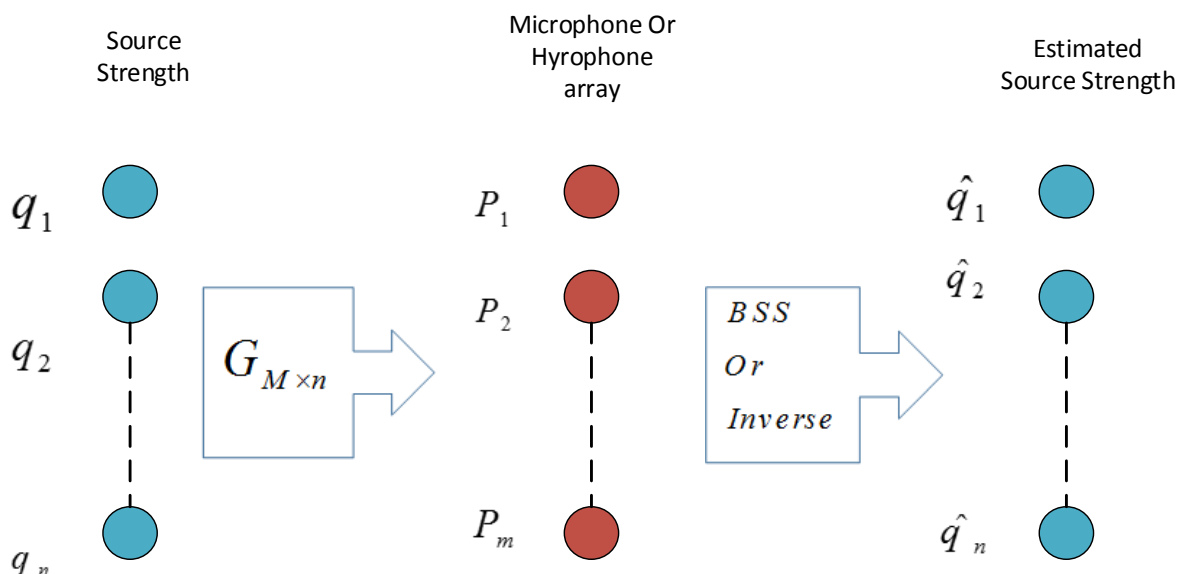 Source
Strength
Microphone Or
Hyrophone
array
Estimated
Source Strength
q₁
P₁
q̂₁
q₂
G_{M×n}
P₂
BSS
Or
Inverse
q̂₂
qₙ
Pₘ
q̂ₙ